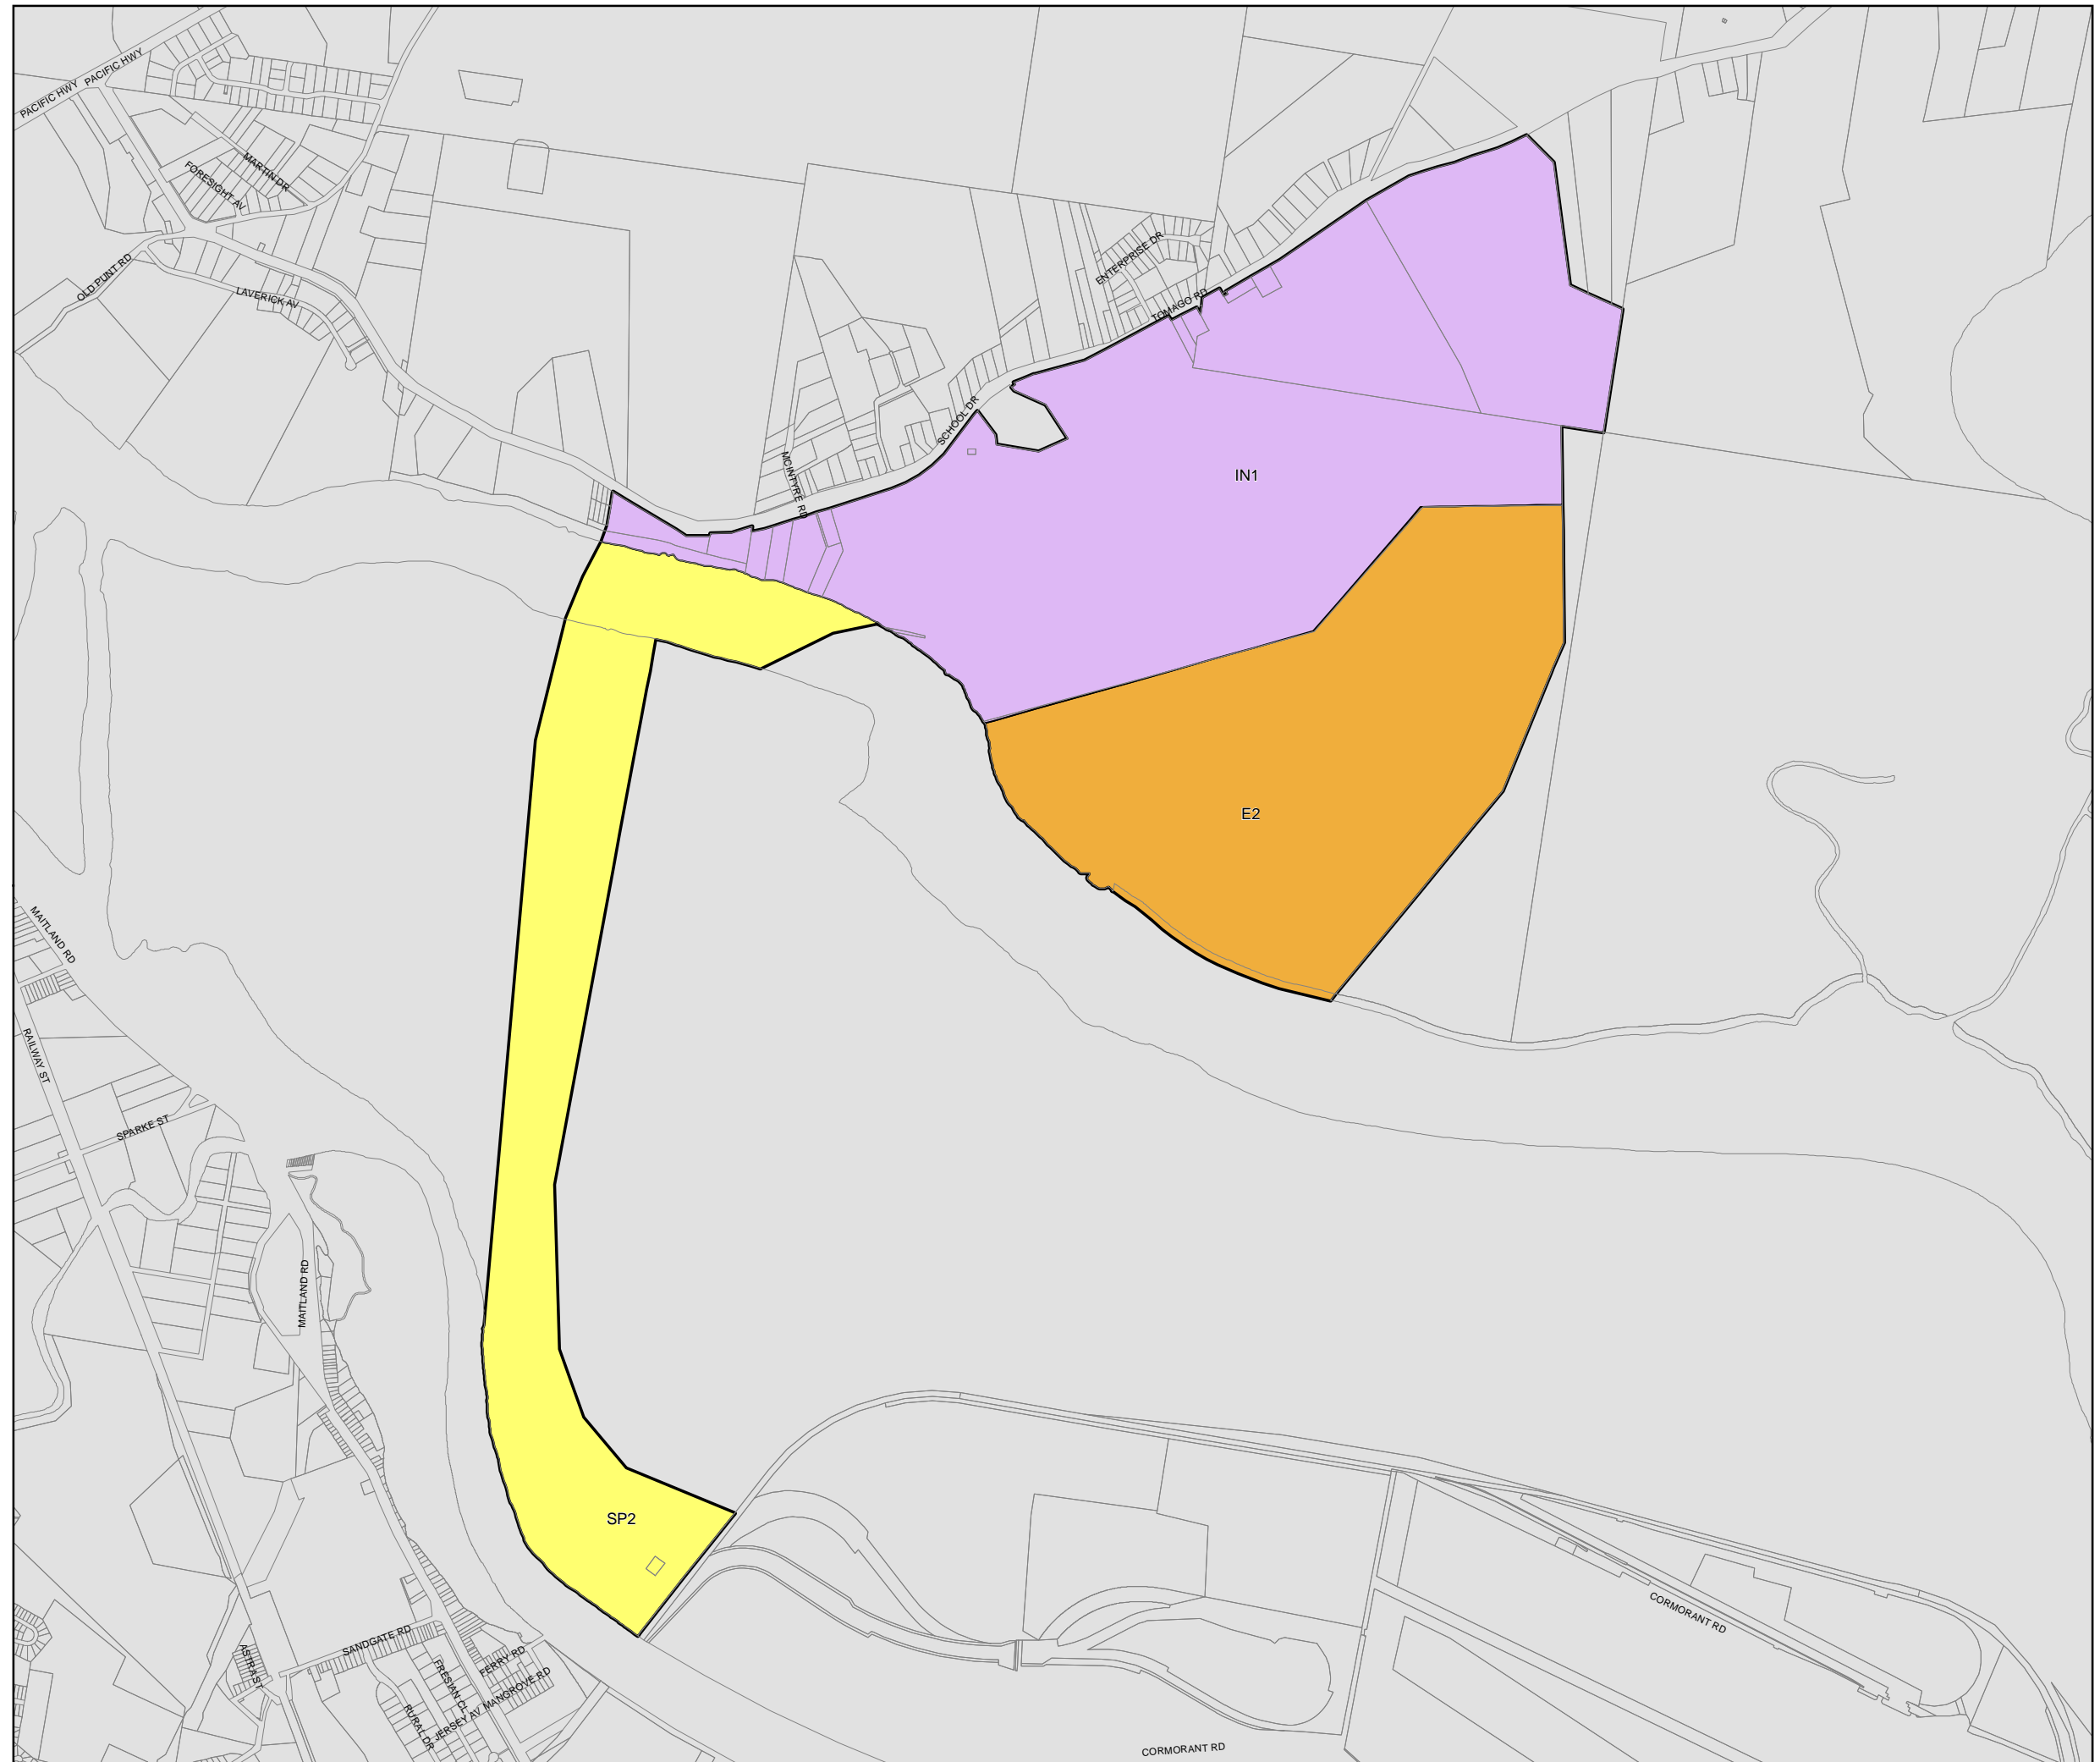 PACIFIC HWY
PACIFIC HWY
MARTIN DR
FORESIGHT AV
OLD PUNT RD
LAVERICK AV
ENTERPRISE DR
TOMAGO RD
SCHOOL DR
MCINTYRE RD
IN1
E2
MAITLAND RD
RAILWAY ST
SPARKE ST
MAITLAND RD
SP2
CORMORANT RD
SANDGATE RD
ASTRA ST
FERRY RD
FRESIAN CL
MANGROVE RD
JERSEY AV
RURAL DR
CORMORANT RD